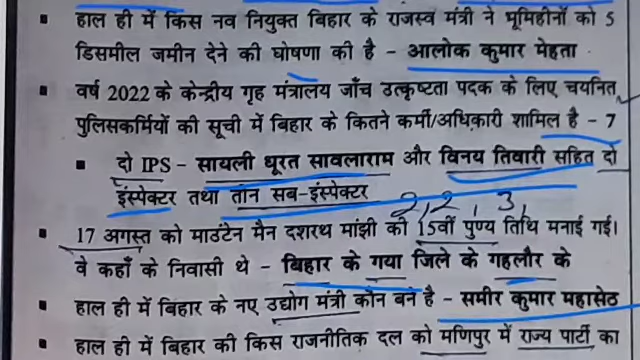 हाल ही में किस नव नियुक्त बिहार के राजस्व मंत्री ने भूमिहीनों को 5
डिसमील जमीन देने की घोषणा की है – आलोक कुमार मेहता
वर्ष 2022 के केन्द्रीय गृह मंत्रालय जाँच उत्कृष्टता पदक के लिए चयनित
पुलिसकर्मियों की सूची में बिहार के कितने कर्मी/अधिकारी शामिल है – 7
दो IPS – सायली धूरत सावलाराम और विनय तिवारी सहित दो
इंस्पेक्टर तथा तीन सब-इंस्पेक्टर
2, 2, 3,
17 अगस्त को माउंटेन मैन दशरथ मांझी की 15वीं पुण्य तिथि मनाई गई।
वे कहाँ के निवासी थे – बिहार के गया जिले के गहलौर के
हाल ही में बिहार के नए उद्योग मंत्री कौन बने है – समीर कुमार महासेठ
हाल ही में बिहार की किस राजनीतिक दल को मणिपुर में राज्य पार्टी का